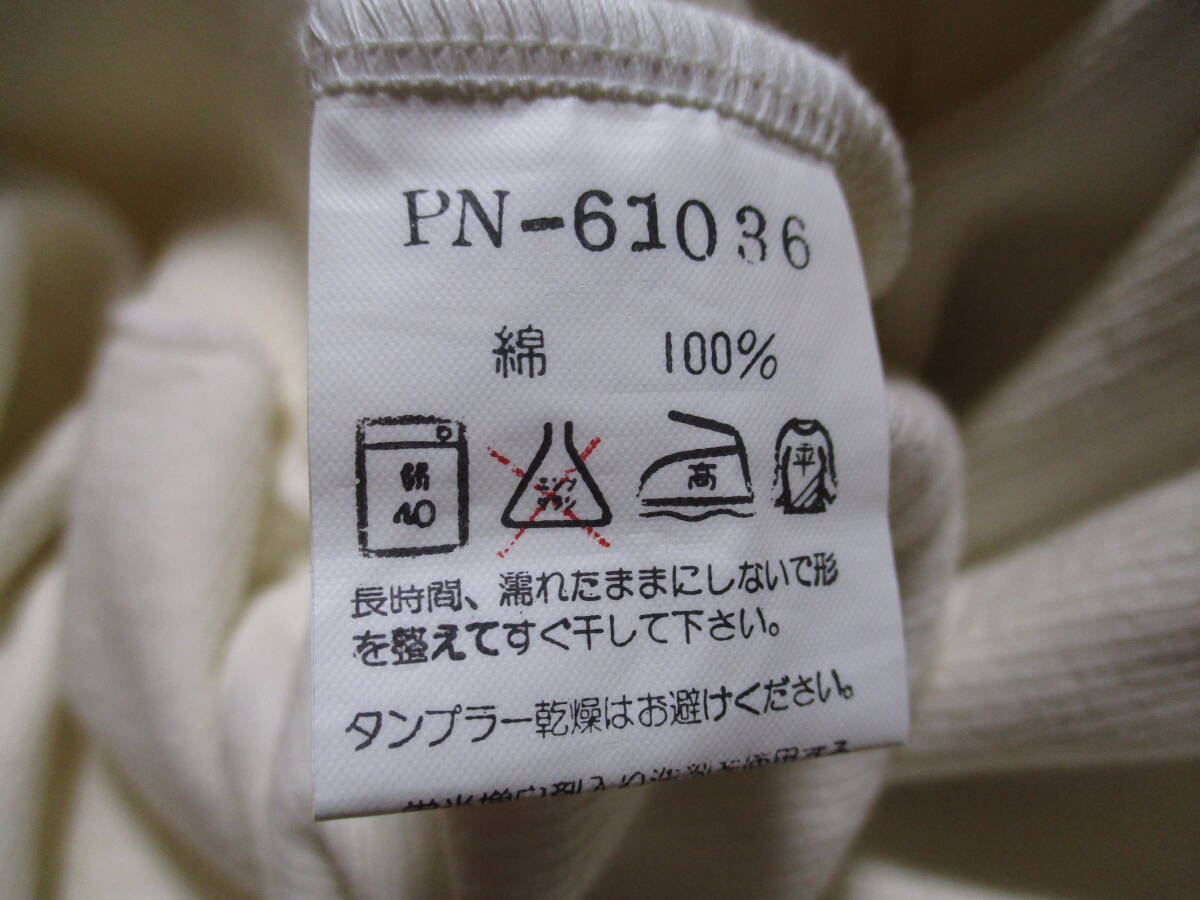 PN-61036
綿 100%
弱
40
高
平
長時間、濡れたままにしないで形
を整えてすぐ干して下さい。
タンブラー乾燥はお避けください。